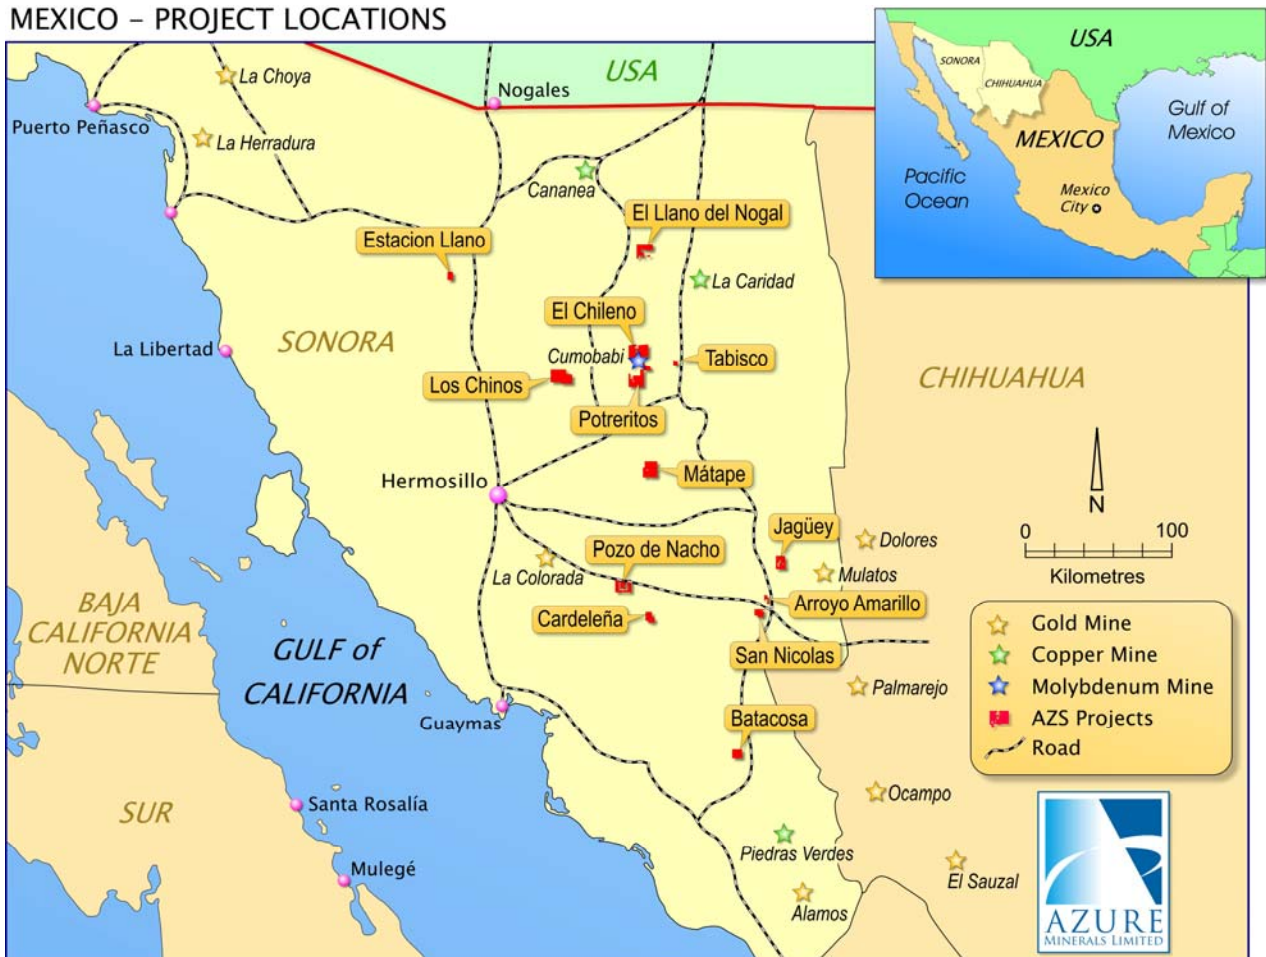 MEXICO – PROJECT LOCATIONS
USA
SONORA
CHIHUAHUA
Gulf of
Mexico
MEXICO
Pacific
Ocean
Mexico
City
La Choya
USA
Nogales
Puerto Peñasco
La Herradura
Cananea
El Llano del Nogal
Estacion Llano
La Caridad
El Chileno
SONORA
La Libertad
Cumobabi
Tabisco
Los Chinos
CHIHUAHUA
Potreritos
Hermosillo
Mátape
N
0
100
Kilometres
Jagüey
Dolores
Pozo de Nacho
La Colorada
Mulatos
Arroyo Amarillo
Cardeleña
San Nicolas
BAJA
CALIFORNIA
NORTE
GULF of
CALIFORNIA
Palmarejo
Guaymas
Batacosa
Gold Mine
Copper Mine
Molybdenum Mine
AZS Projects
Road
Santa Rosalía
SUR
Ocampo
Piedras Verdes
Mulegé
El Sauzal
Alamos
AZURE
MINERALS LIMITED